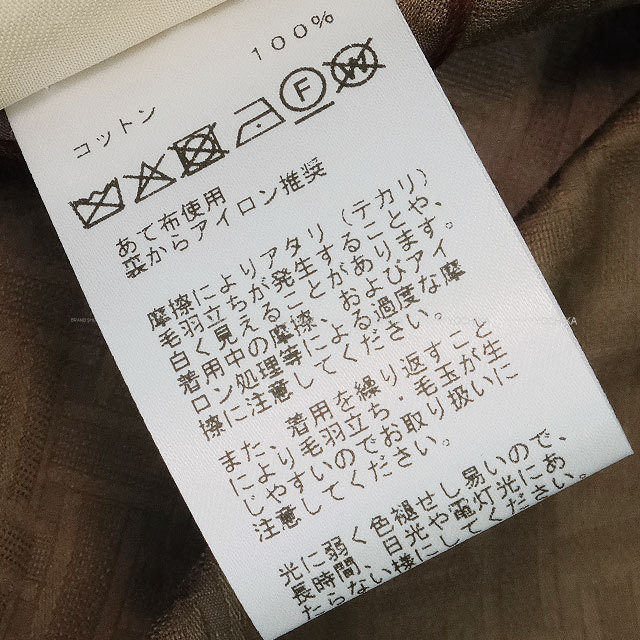 コットン 100%
F
W
あて布使用
裏からアイロン推奨
摩擦によりアタリ(テカリ)
毛羽立ちが発生することや、
白く見えることがあります。
着用中の摩擦、およびアイ
ロン処理等による過度な摩
擦に注意してください。
また、着用を繰り返すこと
により毛羽立ち・毛玉が生
じやすいのでお取り扱いに
注意してください。
光に弱く色褪せし易いので、
長時間、日光や電灯光にあ
たらない様にしてください。